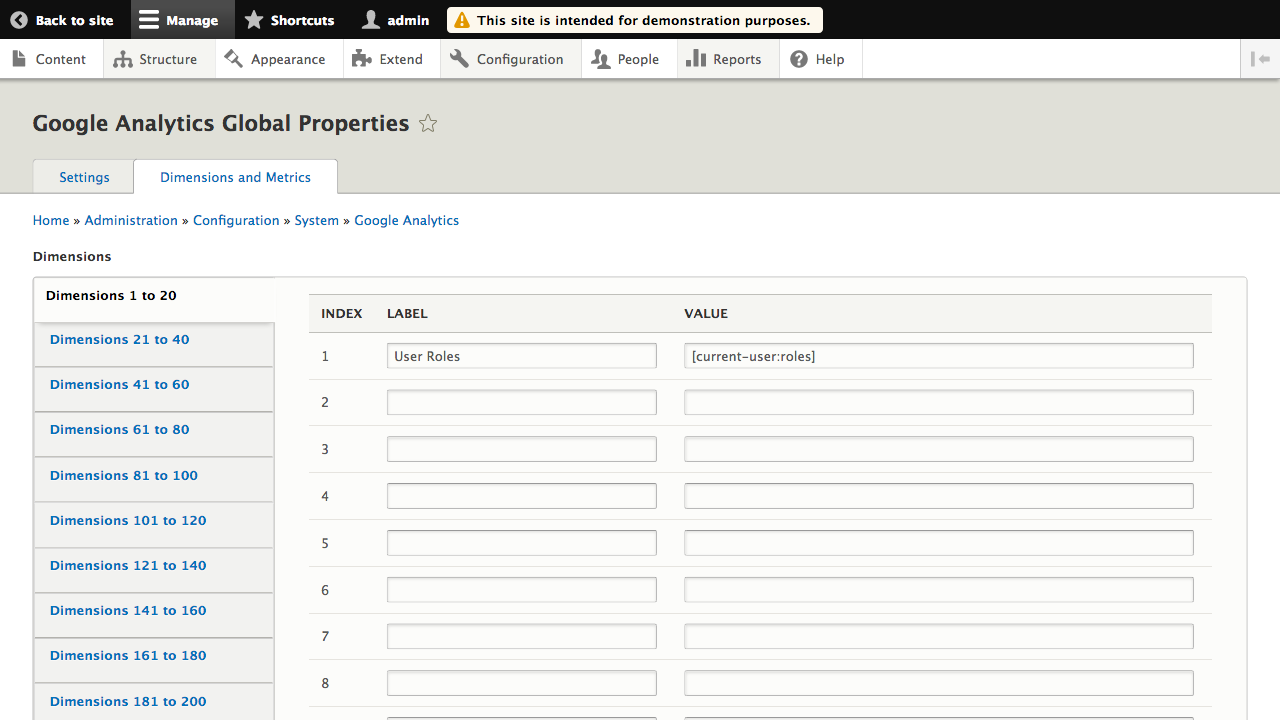 Back to site Manage Shortcuts admin This site is intended for demonstration purposes.
Content Structure Appearance Extend Configuration People Reports Help
Google Analytics Global Properties
Settings Dimensions and Metrics
Home » Administration » Configuration » System » Google Analytics
Dimensions
Dimensions 1 to 20
Dimensions 21 to 40
Dimensions 41 to 60
Dimensions 61 to 80
Dimensions 81 to 100
Dimensions 101 to 120
Dimensions 121 to 140
Dimensions 141 to 160
Dimensions 161 to 180
Dimensions 181 to 200
INDEX LABEL VALUE
1 User Roles [current-user:roles]
2
3
4
5
6
7
8